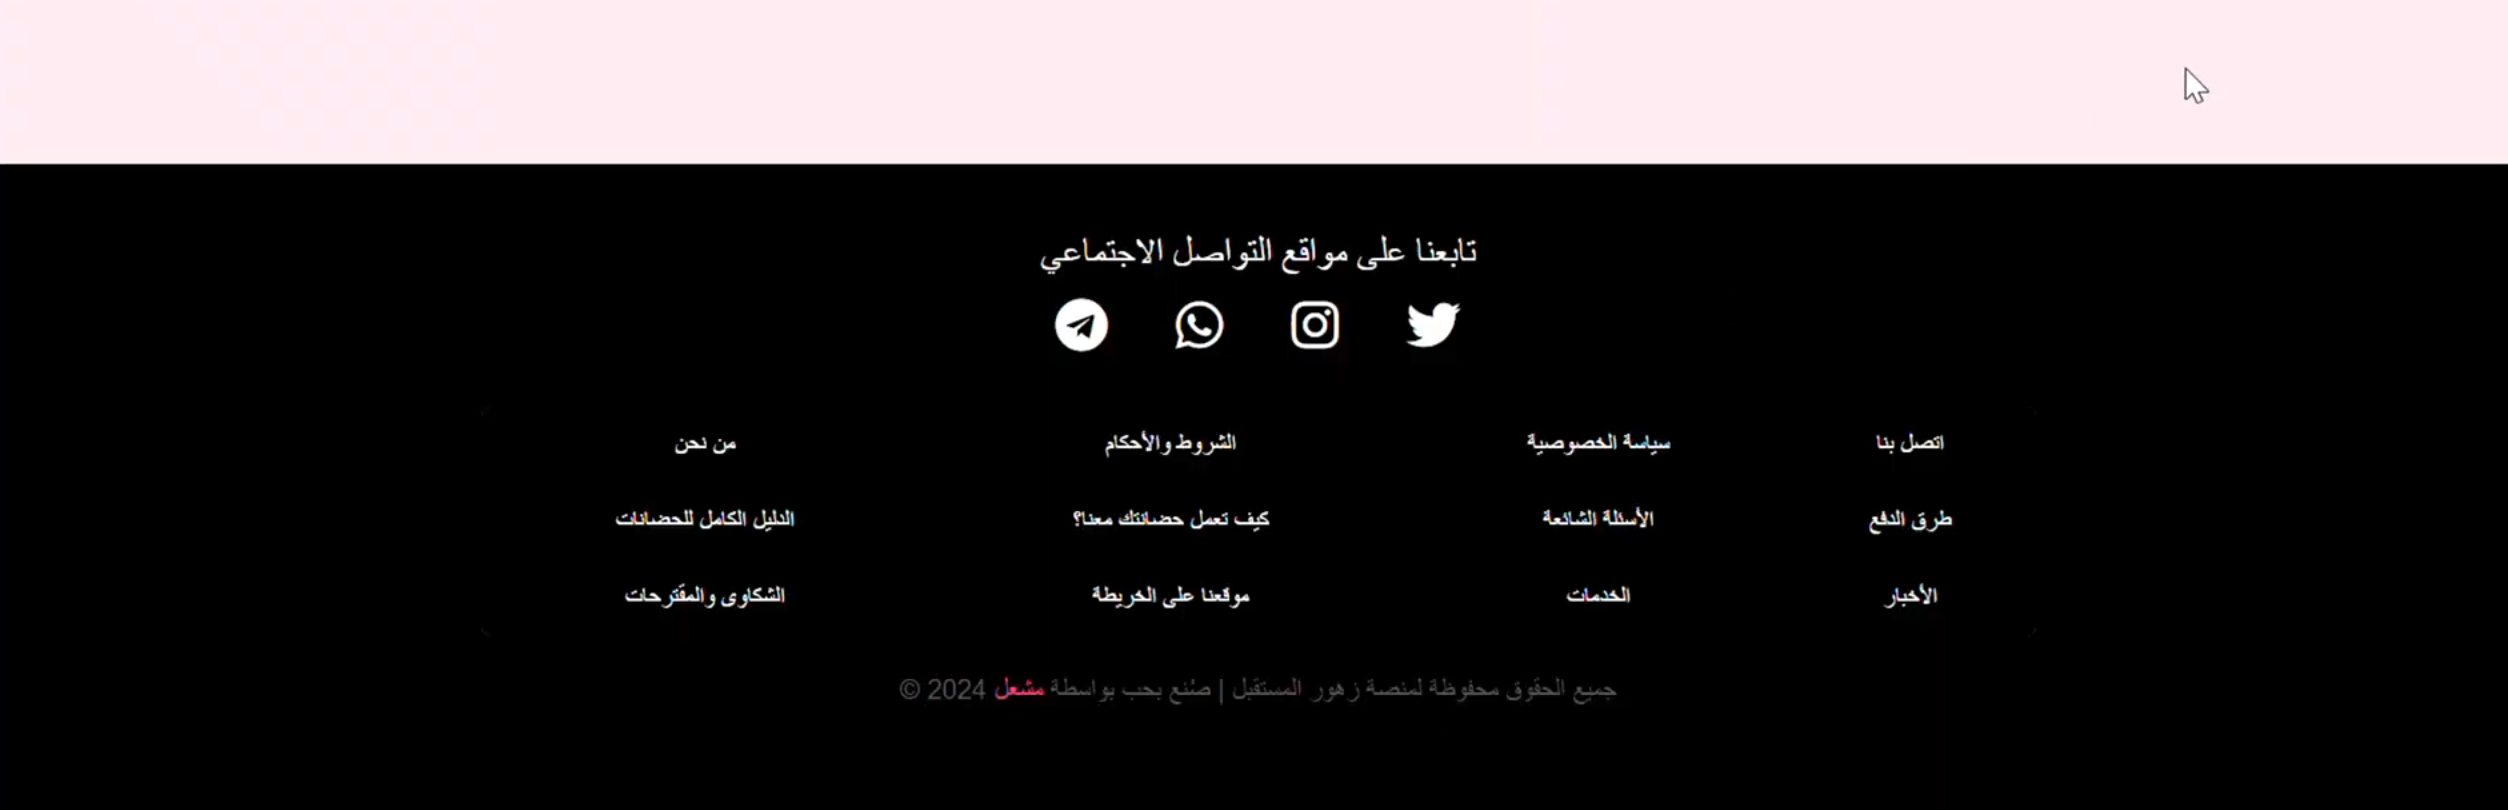 تابعنا على مواقع التواصل الاجتماعي
اتصل بنا سياسة الخصوصية الشروط والأحكام من نحن
طرق الدفع الأسئلة الشائعة كيف تعمل حضانتك معنا؟ الدليل الكامل للحضانات
الأخبار الخدمات موقعنا على الخريطة الشكاوى والمقترحات
جميع الحقوق محفوظة لمنصة زهور المستقبل | صُنع بحب بواسطة مشعل 2024 ©